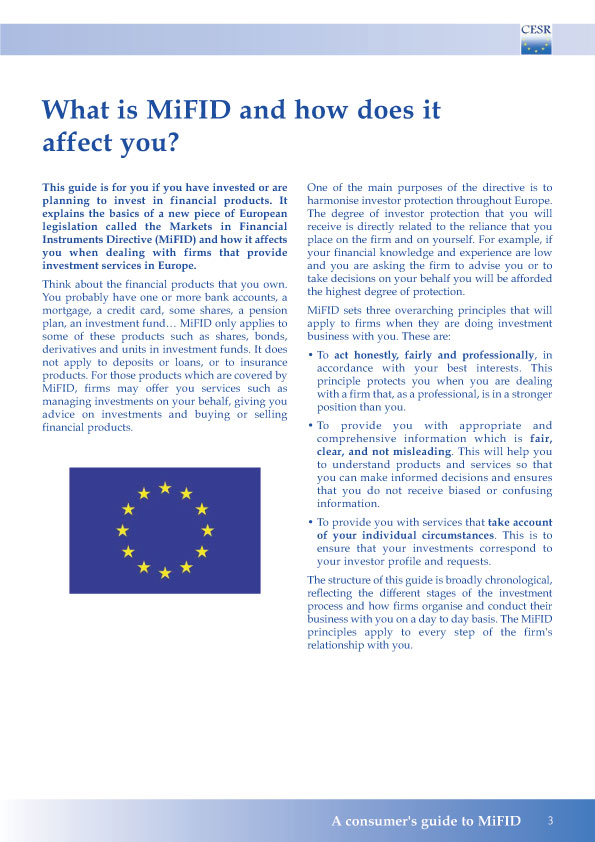 CESR
What is MiFID and how does it
affect you?
This guide is for you if you have invested or are
planning to invest in financial products. It
explains the basics of a new piece of European
legislation called the Markets in Financial
Instruments Directive (MiFID) and how it affects
you when dealing with firms that provide
investment services in Europe.
Think about the financial products that you own.
You probably have one or more bank accounts, a
mortgage, a credit card, some shares, a pension
plan, an investment fund… MiFID only applies to
some of these products such as shares, bonds,
derivatives and units in investment funds. It does
not apply to deposits or loans, or to insurance
products. For those products which are covered by
MiFID, firms may offer you services such as
managing investments on your behalf, giving you
advice on investments and buying or selling
financial products.
One of the main purposes of the directive is to
harmonise investor protection throughout Europe.
The degree of investor protection that you will
receive is directly related to the reliance that you
place on the firm and on yourself. For example, if
your financial knowledge and experience are low
and you are asking the firm to advise you or to
take decisions on your behalf you will be afforded
the highest degree of protection.
MiFID sets three overarching principles that will
apply to firms when they are doing investment
business with you. These are:
• To act honestly, fairly and professionally, in
accordance with your best interests. This
principle protects you when you are dealing
with a firm that, as a professional, is in a stronger
position than you.
• To provide you with appropriate and
comprehensive information which is fair,
clear, and not misleading. This will help you
to understand products and services so that
you can make informed decisions and ensures
that you do not receive biased or confusing
information.
• To provide you with services that take account
of your individual circumstances. This is to
ensure that your investments correspond to
your investor profile and requests.
The structure of this guide is broadly chronological,
reflecting the different stages of the investment
process and how firms organise and conduct their
business with you on a day to day basis. The MiFID
principles apply to every step of the firm's
relationship with you.
A consumer's guide to MiFID 3